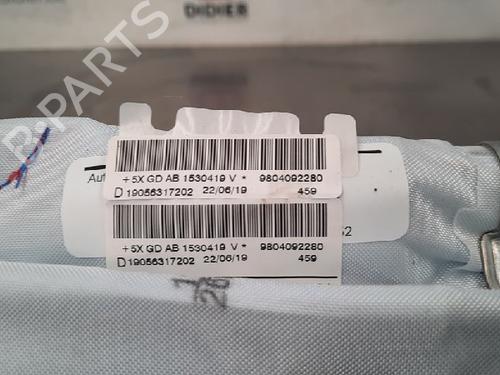 DIDIER
B-PARTS
Aut
+5X GD AB 1530419 V * 9804092280
D 19056317202 22/06/19 459
+5X GD AB 1530419 V * 9804092280
D 19056317202 22/06/19 459